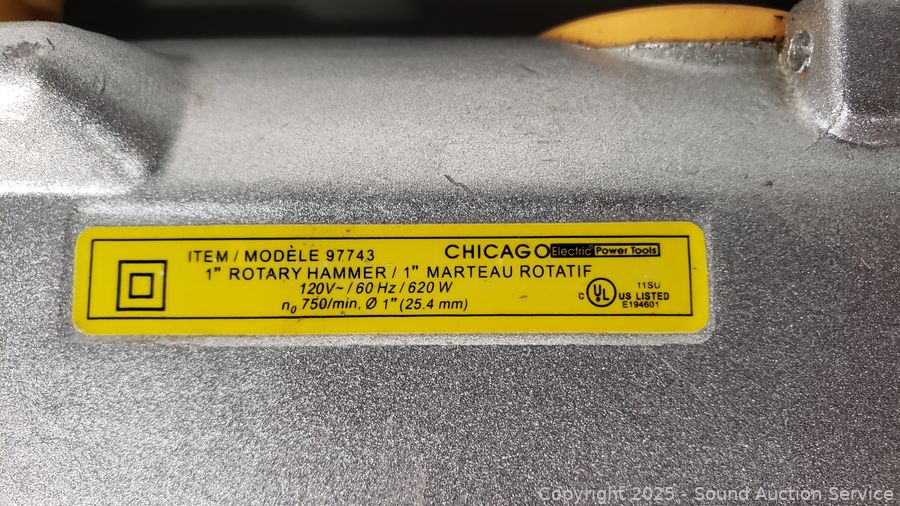 ITEM / MODÈLE 97743
CHICAGO Electric Power Tools
1" ROTARY HAMMER / 1" MARTEAU ROTATIF
120V~ / 60 Hz / 620 W
n0 750/min, Ø 1" (25.4 mm)
11SU
C UL US LISTED
E194601
Copyright 2025 - Sound Auction Service